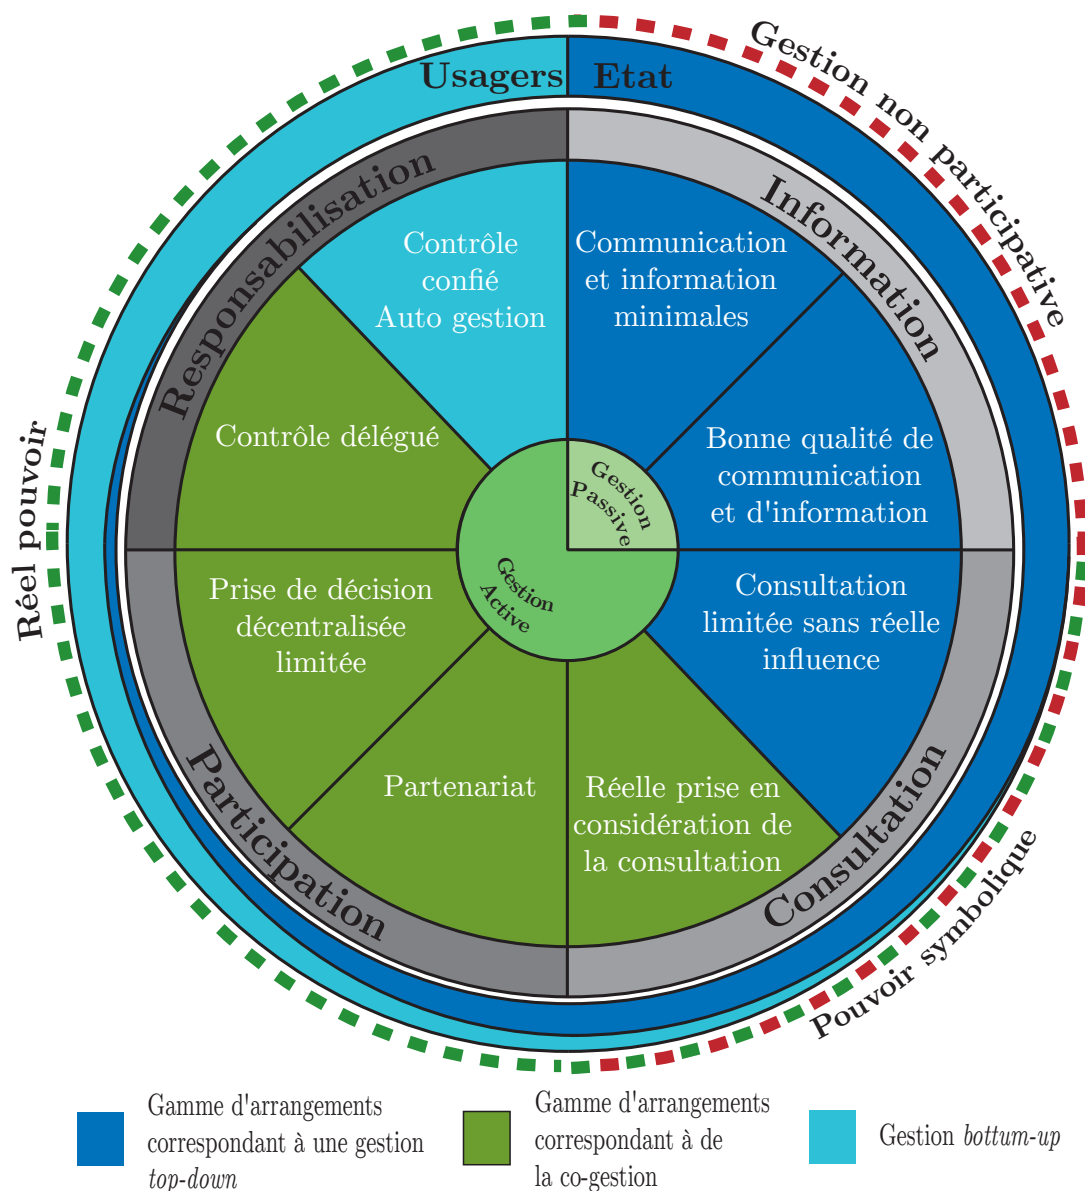 Usagers
Etat
Gestion non participative
Responsabilisation
Information
Contrôle
confié
Auto gestion
Communication
et information
minimales
Contrôle délégué
Bonne qualité de
communication
et d'information
Gestion
Passive
Réel pouvoir
Gestion
Active
Prise de décision
décentralisée
limitée
Consultation
limitée sans réelle
influence
Partenariat
Réelle prise en
considération de
la consultation
Participation
Consultation
Pouvoir symbolique
Gamme d'arrangements
correspondant à une gestion
top-down
Gamme d'arrangements
correspondant à de
la co-gestion
Gestion bottum-up